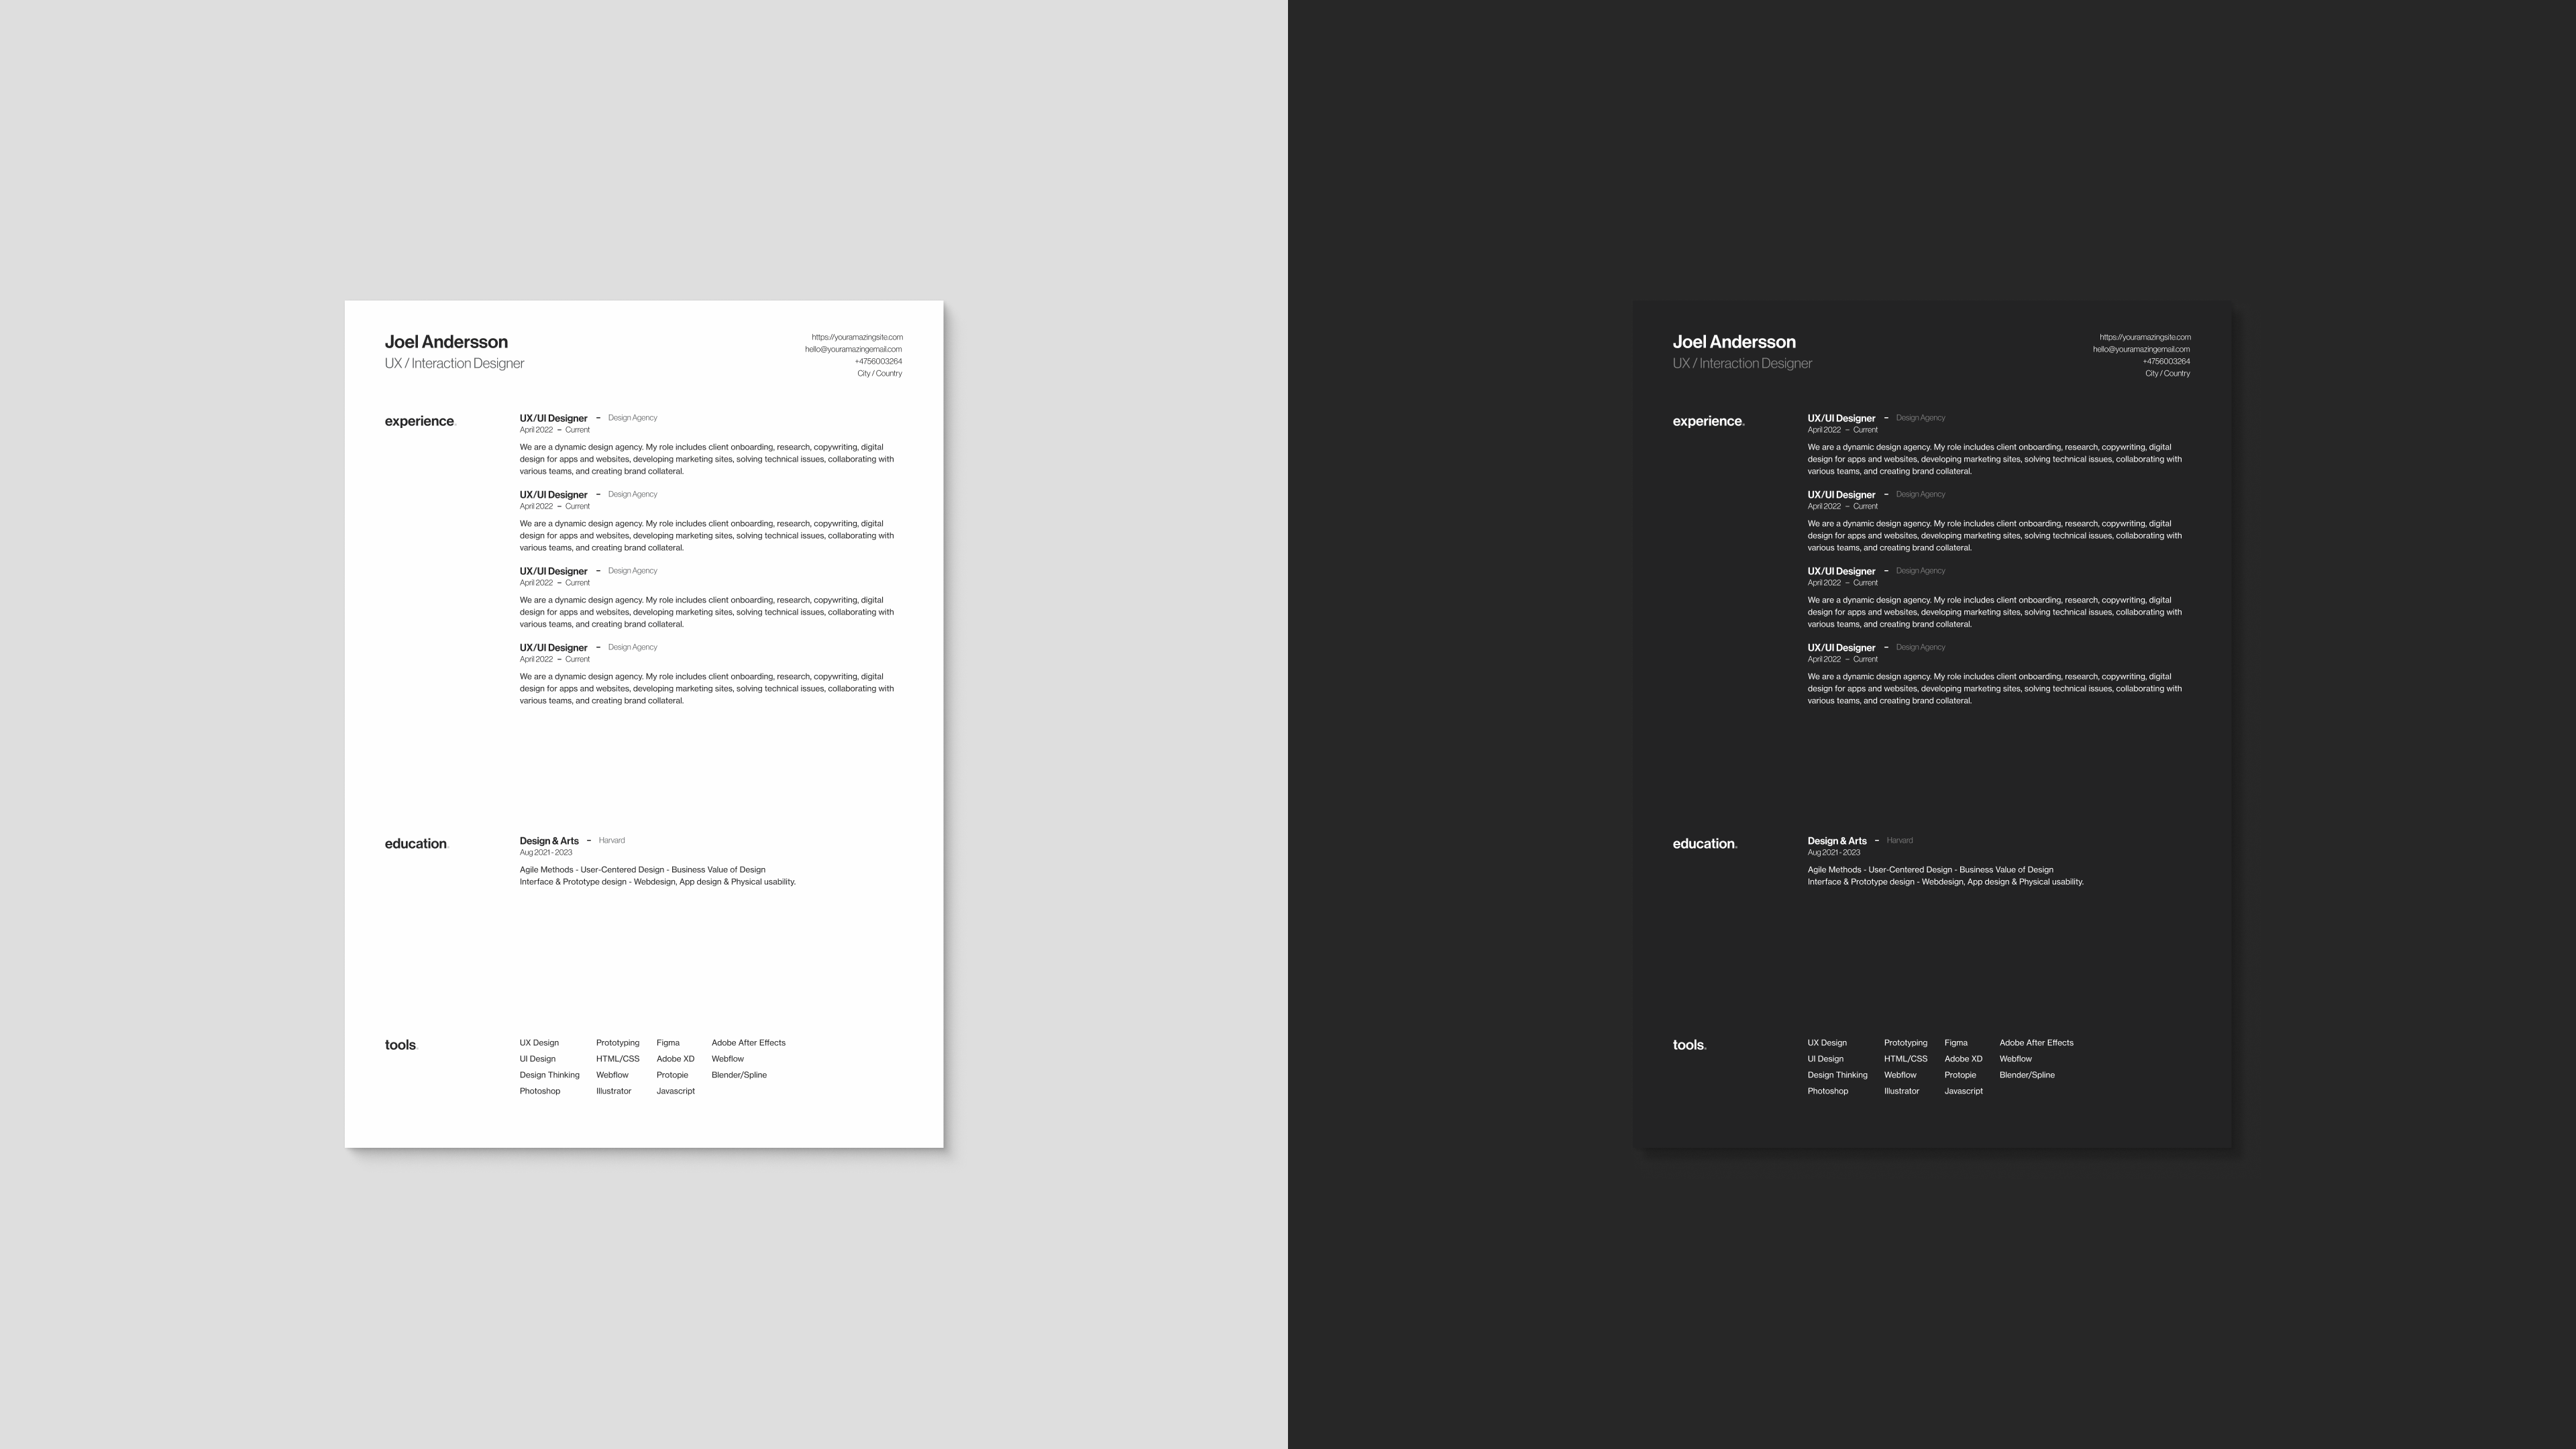 Joel Andersson
UX / Interaction Designer
https://youramazingsite.com
hello@youramazingemail.com
+4756003264
City / Country
experience.
UX/UI Designer – Design Agency
April 2022 – Current
We are a dynamic design agency. My role includes client onboarding, research, copywriting, digital
design for apps and websites, developing marketing sites, solving technical issues, collaborating with
various teams, and creating brand collateral.
UX/UI Designer – Design Agency
April 2022 – Current
We are a dynamic design agency. My role includes client onboarding, research, copywriting, digital
design for apps and websites, developing marketing sites, solving technical issues, collaborating with
various teams, and creating brand collateral.
UX/UI Designer – Design Agency
April 2022 – Current
We are a dynamic design agency. My role includes client onboarding, research, copywriting, digital
design for apps and websites, developing marketing sites, solving technical issues, collaborating with
various teams, and creating brand collateral.
UX/UI Designer – Design Agency
April 2022 – Current
We are a dynamic design agency. My role includes client onboarding, research, copywriting, digital
design for apps and websites, developing marketing sites, solving technical issues, collaborating with
various teams, and creating brand collateral.
education.
Design & Arts – Harvard
Aug 2021 - 2023
Agile Methods - User-Centered Design - Business Value of Design
Interface & Prototype design - Webdesign, App design & Physical usability.
tools.
UX Design Prototyping Figma Adobe After Effects
UI Design HTML/CSS Adobe XD Webflow
Design Thinking Webflow Protopie Blender/Spline
Photoshop Illustrator Javascript
Joel Andersson
UX / Interaction Designer
https://youramazingsite.com
hello@youramazingemail.com
+4756003264
City / Country
experience.
UX/UI Designer – Design Agency
April 2022 – Current
We are a dynamic design agency. My role includes client onboarding, research, copywriting, digital
design for apps and websites, developing marketing sites, solving technical issues, collaborating with
various teams, and creating brand collateral.
UX/UI Designer – Design Agency
April 2022 – Current
We are a dynamic design agency. My role includes client onboarding, research, copywriting, digital
design for apps and websites, developing marketing sites, solving technical issues, collaborating with
various teams, and creating brand collateral.
UX/UI Designer – Design Agency
April 2022 – Current
We are a dynamic design agency. My role includes client onboarding, research, copywriting, digital
design for apps and websites, developing marketing sites, solving technical issues, collaborating with
various teams, and creating brand collateral.
UX/UI Designer – Design Agency
April 2022 – Current
We are a dynamic design agency. My role includes client onboarding, research, copywriting, digital
design for apps and websites, developing marketing sites, solving technical issues, collaborating with
various teams, and creating brand collateral.
education.
Design & Arts – Harvard
Aug 2021 - 2023
Agile Methods - User-Centered Design - Business Value of Design
Interface & Prototype design - Webdesign, App design & Physical usability.
tools.
UX Design Prototyping Figma Adobe After Effects
UI Design HTML/CSS Adobe XD Webflow
Design Thinking Webflow Protopie Blender/Spline
Photoshop Illustrator Javascript